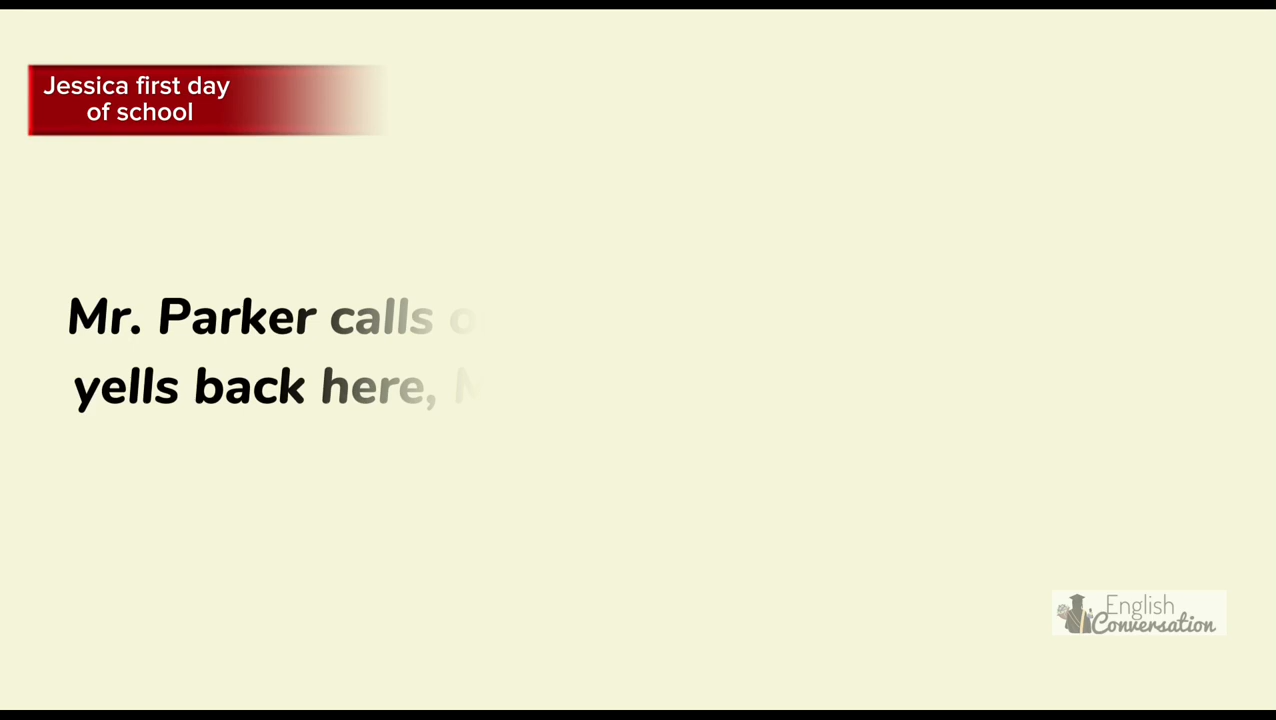 Jessica first day
of school
Mr. Parker calls
yells back here,
English
Conversation